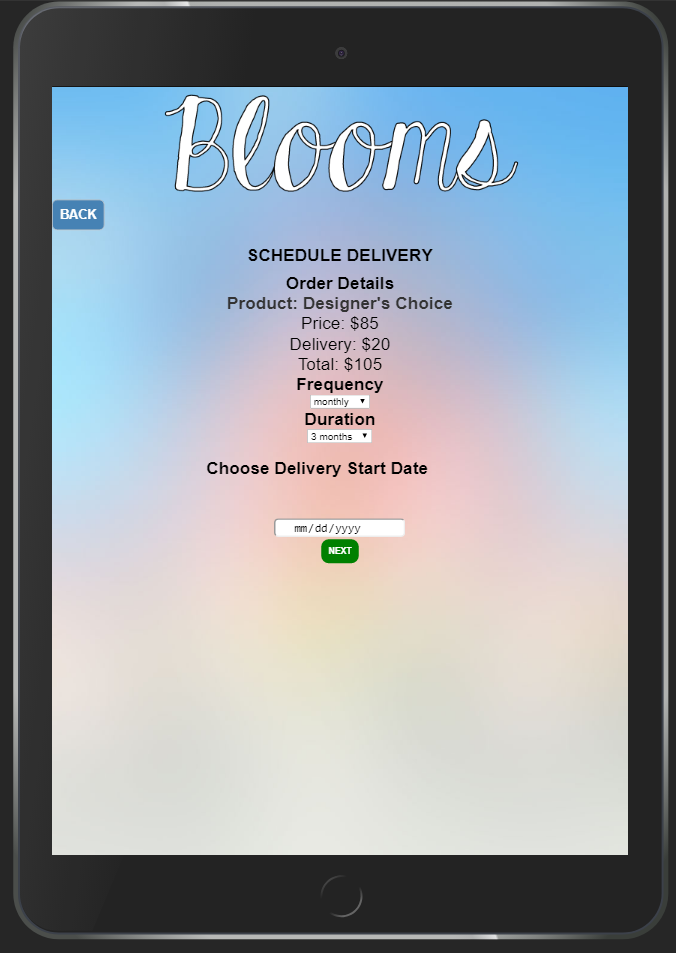 Blooms
BACK
SCHEDULE DELIVERY
Order Details
Product: Designer's Choice
Price: $85
Delivery: $20
Total: $105
Frequency
monthly
Duration
3 months
Choose Delivery Start Date
mm/dd/yyyy
NEXT